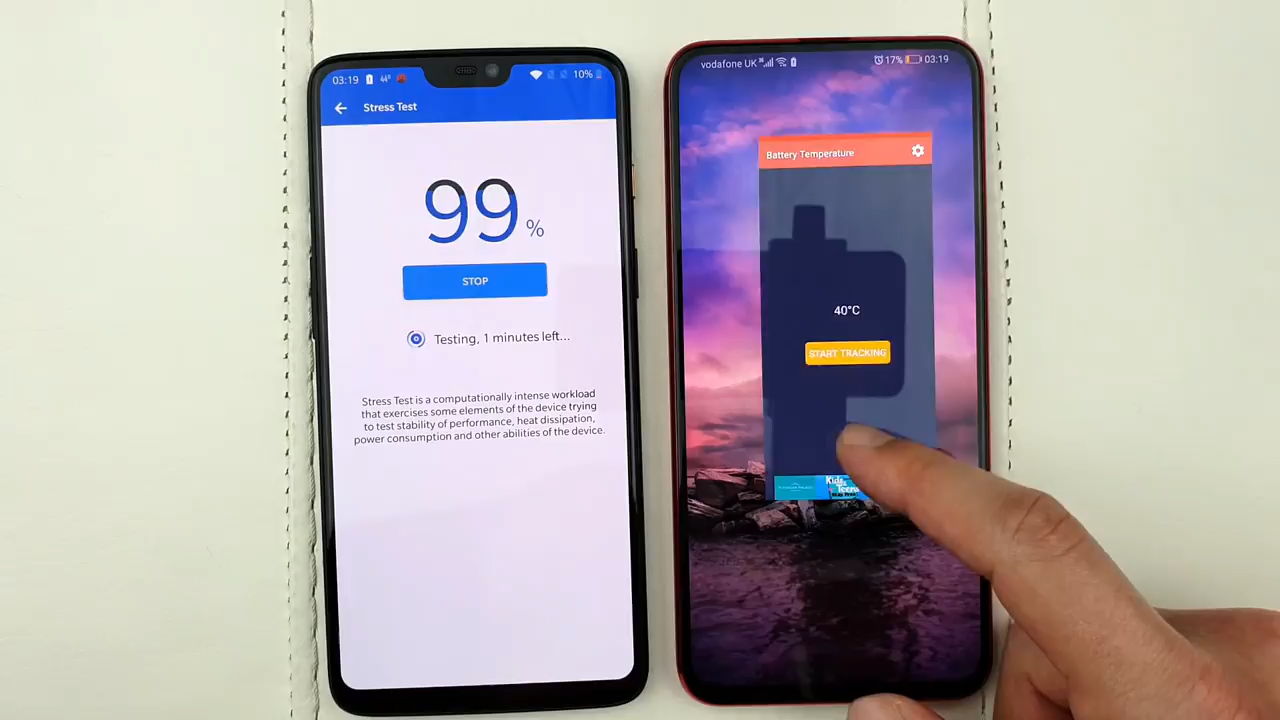 03:19 44° 10%
Stress Test
99%
STOP
Testing, 1 minutes left...
Stress Test is a computationally intense workload
that exercises some elements of the device trying
to test stability of performance, heat dissipation,
power consumption and other abilities of the device.
vodafone UK 17% 03:19
Battery Temperature
40°C
START TRACKING
Kids
Teens